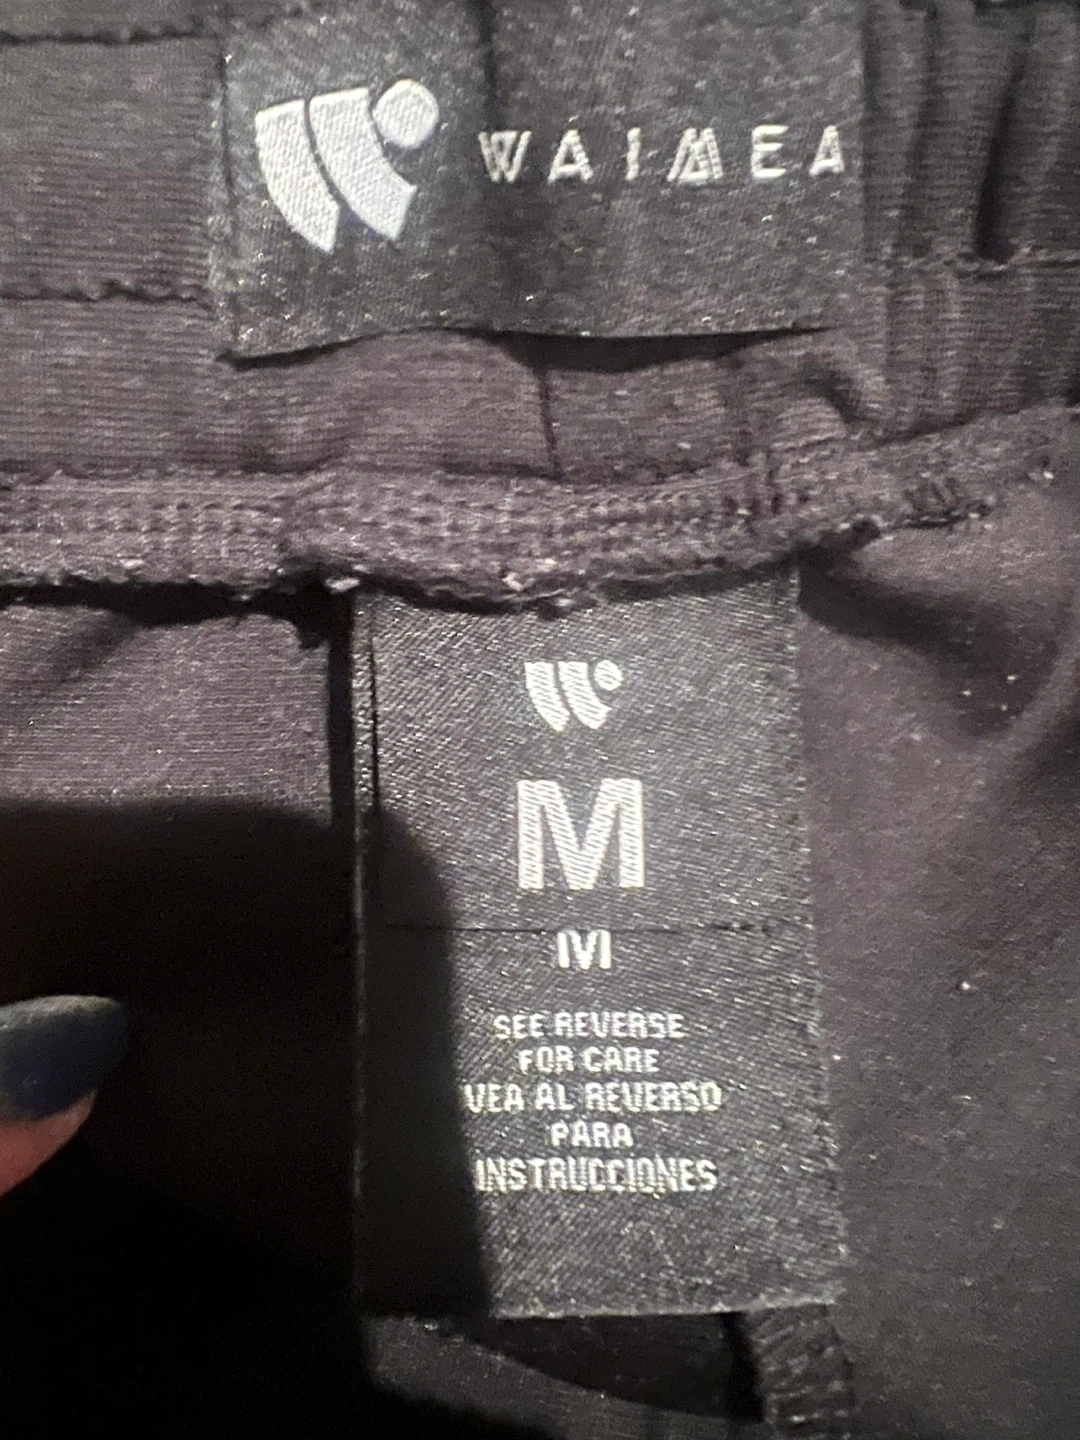 WAIMEA
M
M
SEE REVERSE
FOR CARE
VEA AL REVERSO
PARA
INSTRUCCIONES